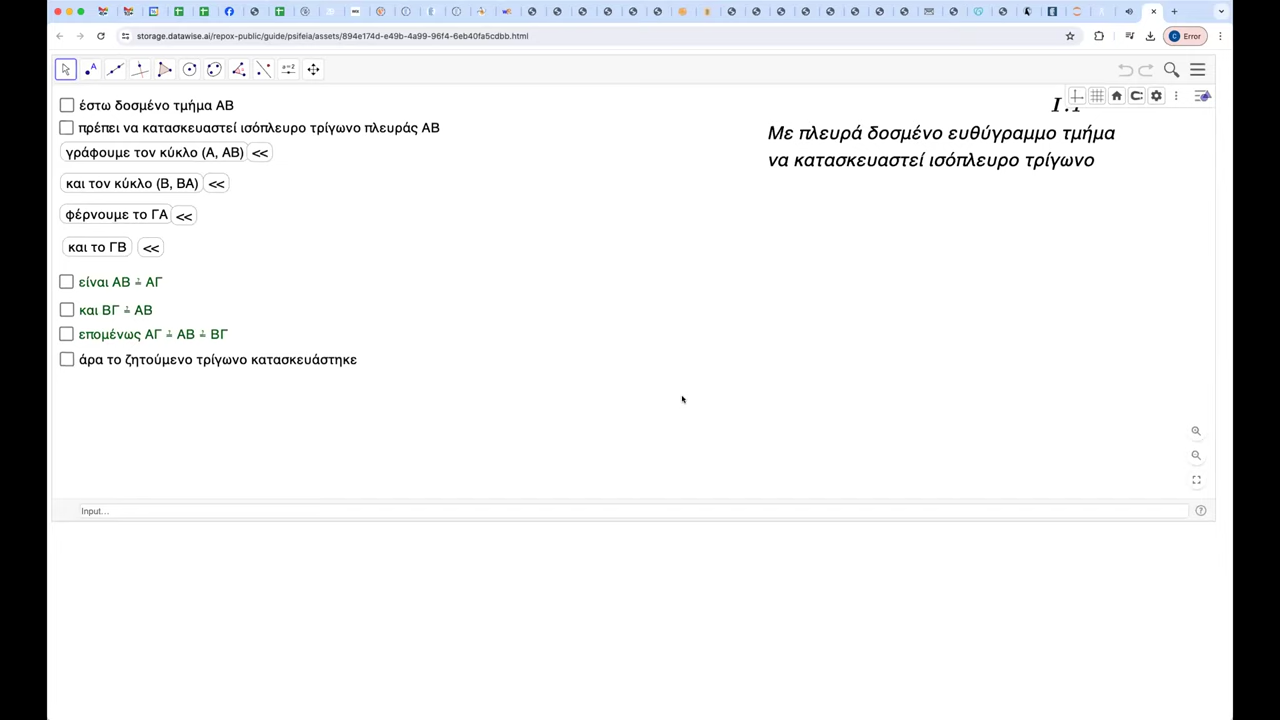 Error
storage.datawise.ai/repox-public/guide/psifeia/assets/894e174d-e49b-4a99-96f4-6eb40fa5cdbb.html
a=2
έστω δοσμένο τμήμα ΑΒ
πρέπει να κατασκευαστεί ισόπλευρο τρίγωνο πλευράς ΑΒ
γράφουμε τον κύκλο (Α, ΑΒ) <<
και τον κύκλο (Β, ΒΑ) <<
φέρνουμε το ΓΑ <<
και το ΓΒ <<
είναι ΑΒ ≟ ΑΓ
και ΒΓ ≟ ΑΒ
επομένως ΑΓ ≟ ΑΒ ≟ ΒΓ
άρα το ζητούμενο τρίγωνο κατασκευάστηκε
Με πλευρά δοσμένο ευθύγραμμο τμήμα
να κατασκευαστεί ισόπλευρο τρίγωνο
Input...